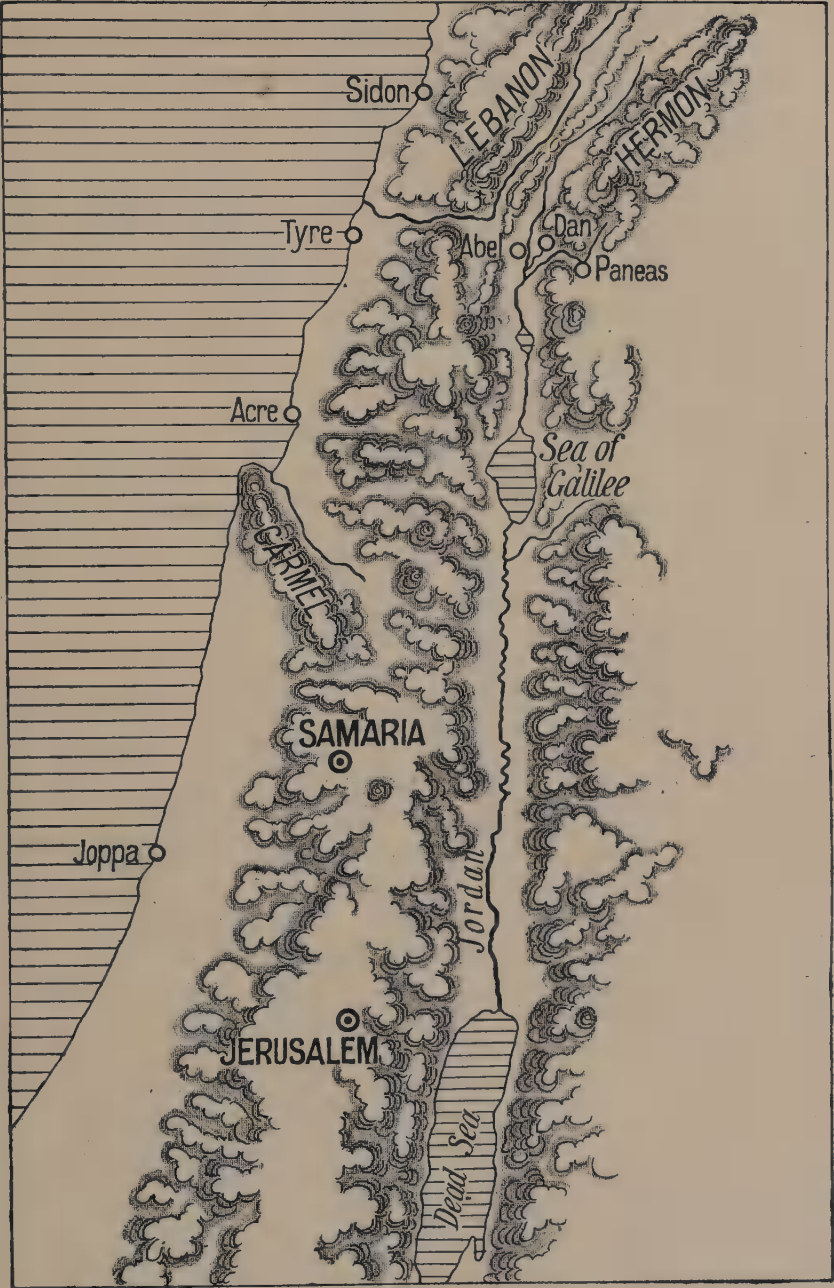 Sidon
LEBANON
HERMON
Tyre
Abel
Dan
Paneas
Acre
Sea of
Galilee
CARMEL
SAMARIA
Joppa
Jordan
JERUSALEM
Dead Sea